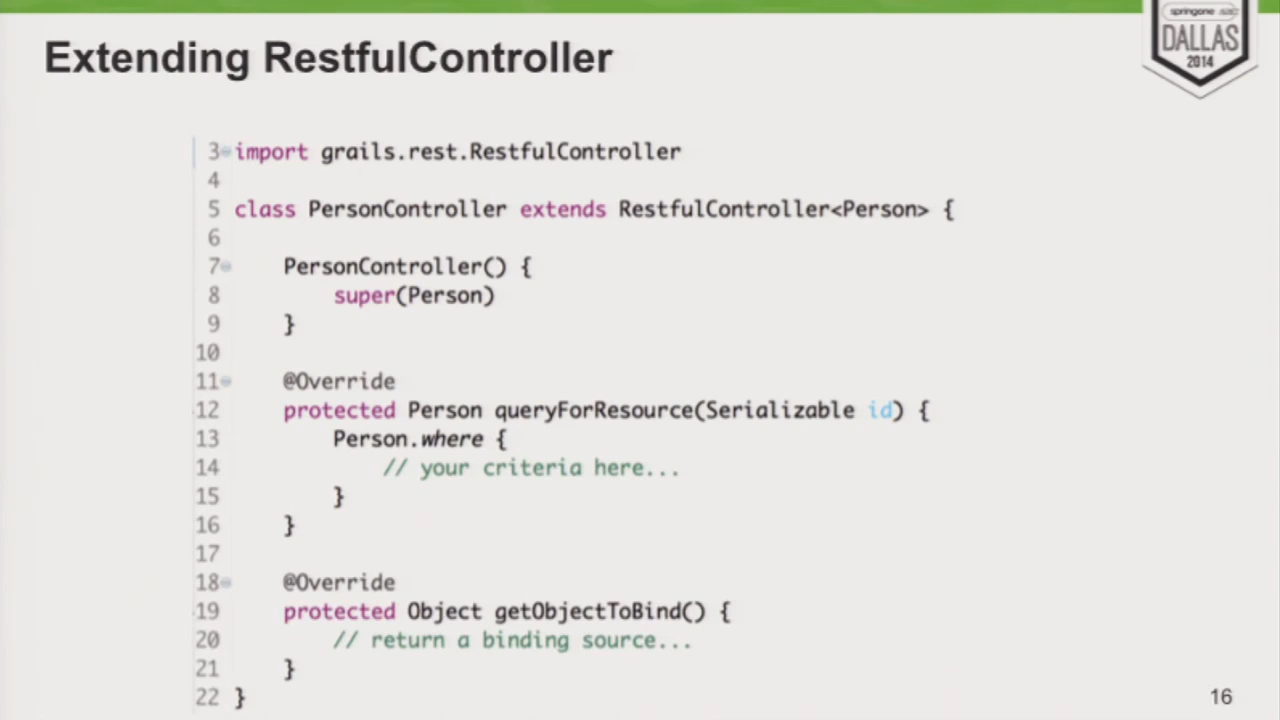 Extending RestfulController
springone
DALLAS
2014
3 import grails.rest.RestfulController
4
5 class PersonController extends RestfulController<Person> {
6
7     PersonController() {
8         super(Person)
9     }
10
11     @Override
12     protected Person queryForResource(Serializable id) {
13         Person.where {
14             // your criteria here...
15         }
16     }
17
18     @Override
19     protected Object getObjectToBind() {
20         // return a binding source...
21     }
22 }
16